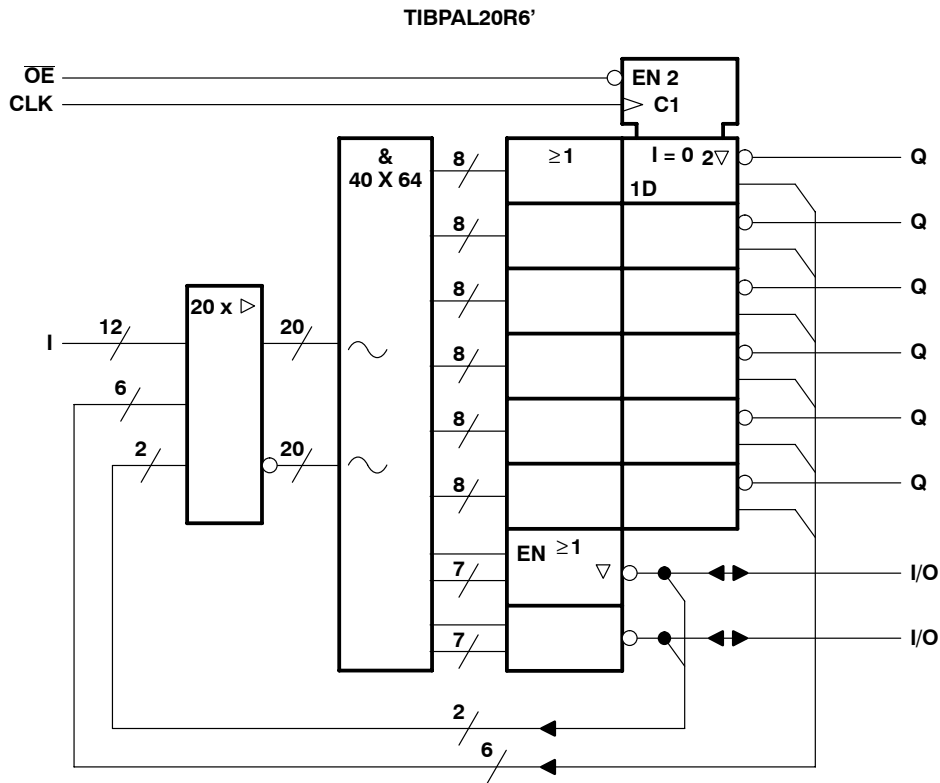 TIBPAL20R6’
OE
CLK
EN 2
C1
&
40 X 64
8
≥1
I = 0 2▽
1D
Q
8
Q
8
Q
20 x ▷
I
12
20
8
Q
6
8
Q
2
20
8
Q
EN ≥1
▽
7
I/O
7
I/O
2
6